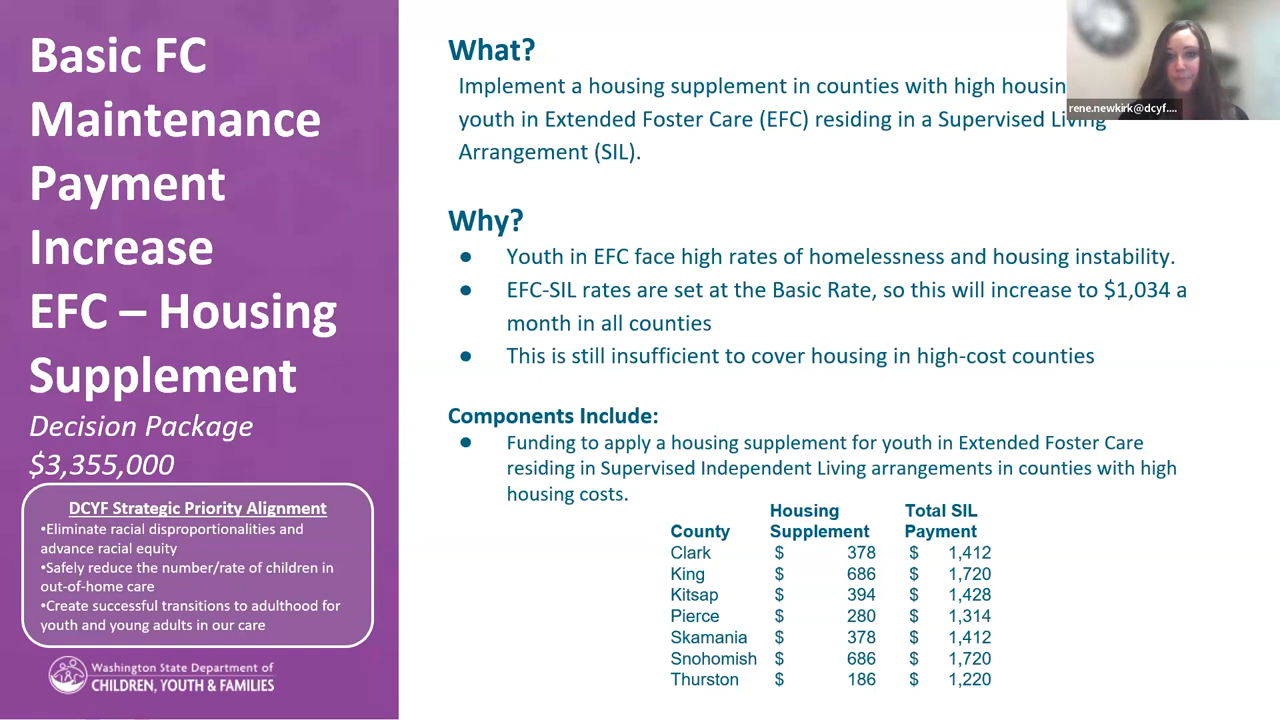 Basic FC
Maintenance
Payment
Increase
EFC – Housing
Supplement
Decision Package
$3,355,000
DCYF Strategic Priority Alignment
•Eliminate racial disproportionalities and
advance racial equity
•Safely reduce the number/rate of children in
out-of-home care
•Create successful transitions to adulthood for
youth and young adults in our care
Washington State Department of
CHILDREN, YOUTH & FAMILIES
What?
Implement a housing supplement in counties with high housin
youth in Extended Foster Care (EFC) residing in a Supervised Living
Arrangement (SIL).
rene.newkirk@dcyf....
Why?
● Youth in EFC face high rates of homelessness and housing instability.
● EFC-SIL rates are set at the Basic Rate, so this will increase to $1,034 a
month in all counties
● This is still insufficient to cover housing in high-cost counties
Components Include:
● Funding to apply a housing supplement for youth in Extended Foster Care
residing in Supervised Independent Living arrangements in counties with high
housing costs.
Housing Total SIL
County Supplement Payment
Clark $ 378 $ 1,412
King $ 686 $ 1,720
Kitsap $ 394 $ 1,428
Pierce $ 280 $ 1,314
Skamania $ 378 $ 1,412
Snohomish $ 686 $ 1,720
Thurston $ 186 $ 1,220